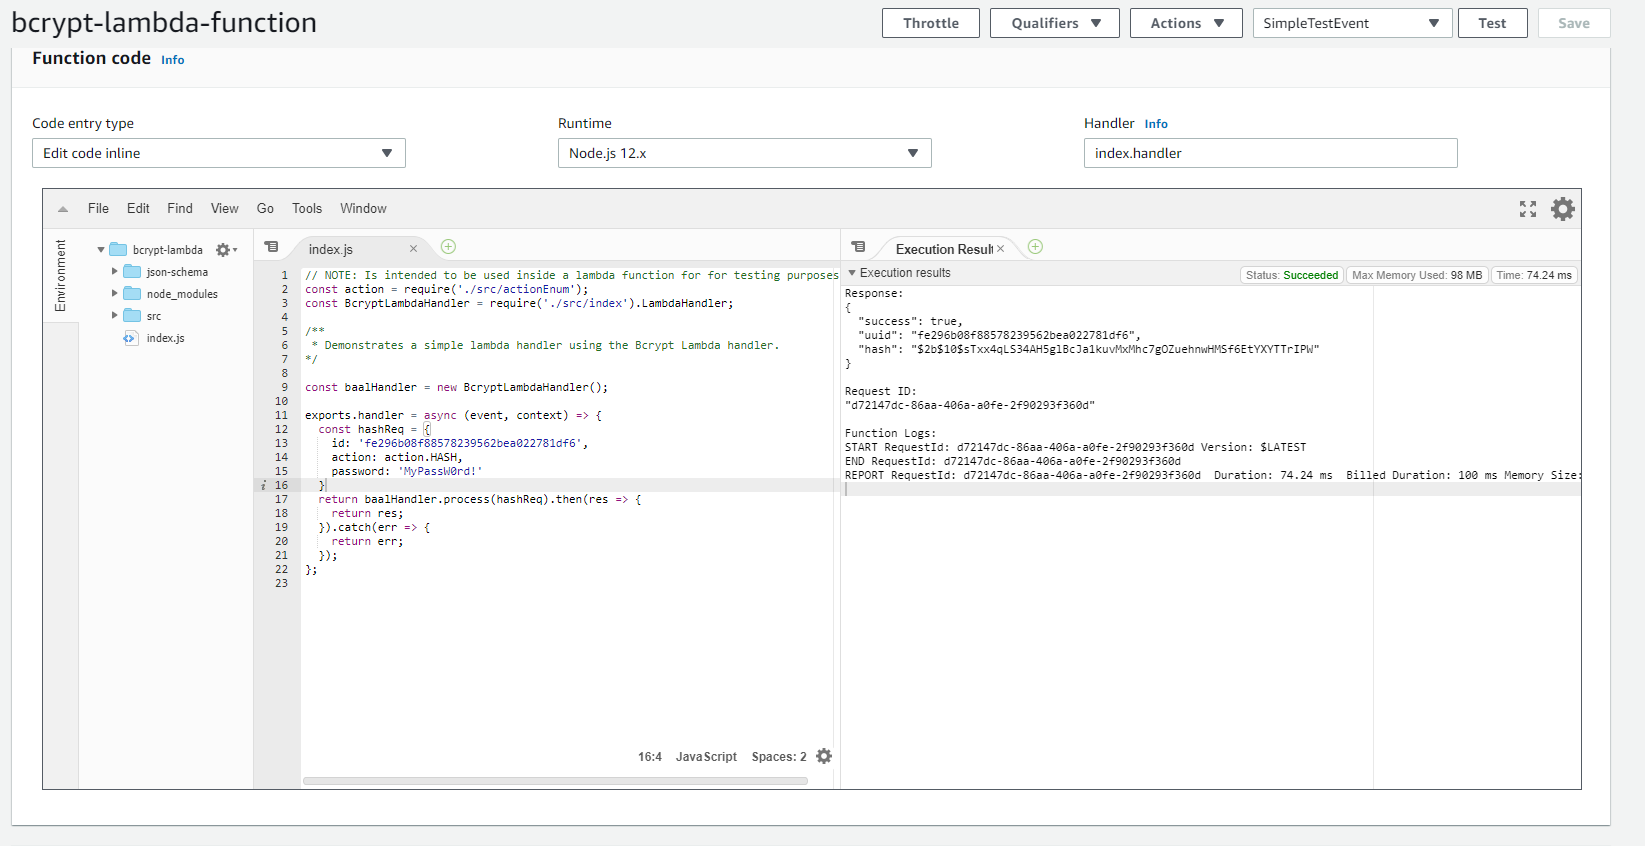 bcrypt-lambda-function
Throttle
Qualifiers
Actions
SimpleTestEvent
Test
Save
Function code Info
Code entry type
Edit code inline
Runtime
Node.js 12.x
Handler Info
index.handler
File Edit Find View Go Tools Window
Environment
bcrypt-lambda
json-schema
node_modules
src
index.js
index.js
1 // NOTE: Is intended to be used inside a lambda function for for testing purposes
2 const action = require('./src/actionEnum');
3 const BcryptLambdaHandler = require('./src/index').LambdaHandler;
4
5 /**
6 * Demonstrates a simple lambda handler using the Bcrypt Lambda handler.
7 */
8
9 const baalHandler = new BcryptLambdaHandler();
10
11 exports.handler = async (event, context) => {
12 const hashReq = {
13 id: 'fe296b08f88578239562bea022781df6',
14 action: action.HASH,
15 password: 'MyPassW0rd!'
i 16 }
17 return baalHandler.process(hashReq).then(res => {
18 return res;
19 }).catch(err => {
20 return err;
21 });
22 };
23
16:4 JavaScript Spaces: 2
Execution Result
Execution results
Status: Succeeded
Max Memory Used: 98 MB
Time: 74.24 ms
Response:
{
"success": true,
"uuid": "fe296b08f88578239562bea022781df6",
"hash": "$2b$10$sTxx4qLS34AH5glBcJa1kuvMxMhc7gOZuehnwHMSf6EtYXYTTrIPW"
}
Request ID:
"d72147dc-86aa-406a-a0fe-2f90293f360d"
Function Logs:
START RequestId: d72147dc-86aa-406a-a0fe-2f90293f360d Version: $LATEST
END RequestId: d72147dc-86aa-406a-a0fe-2f90293f360d
REPORT RequestId: d72147dc-86aa-406a-a0fe-2f90293f360d Duration: 74.24 ms Billed Duration: 100 ms Memory Size: